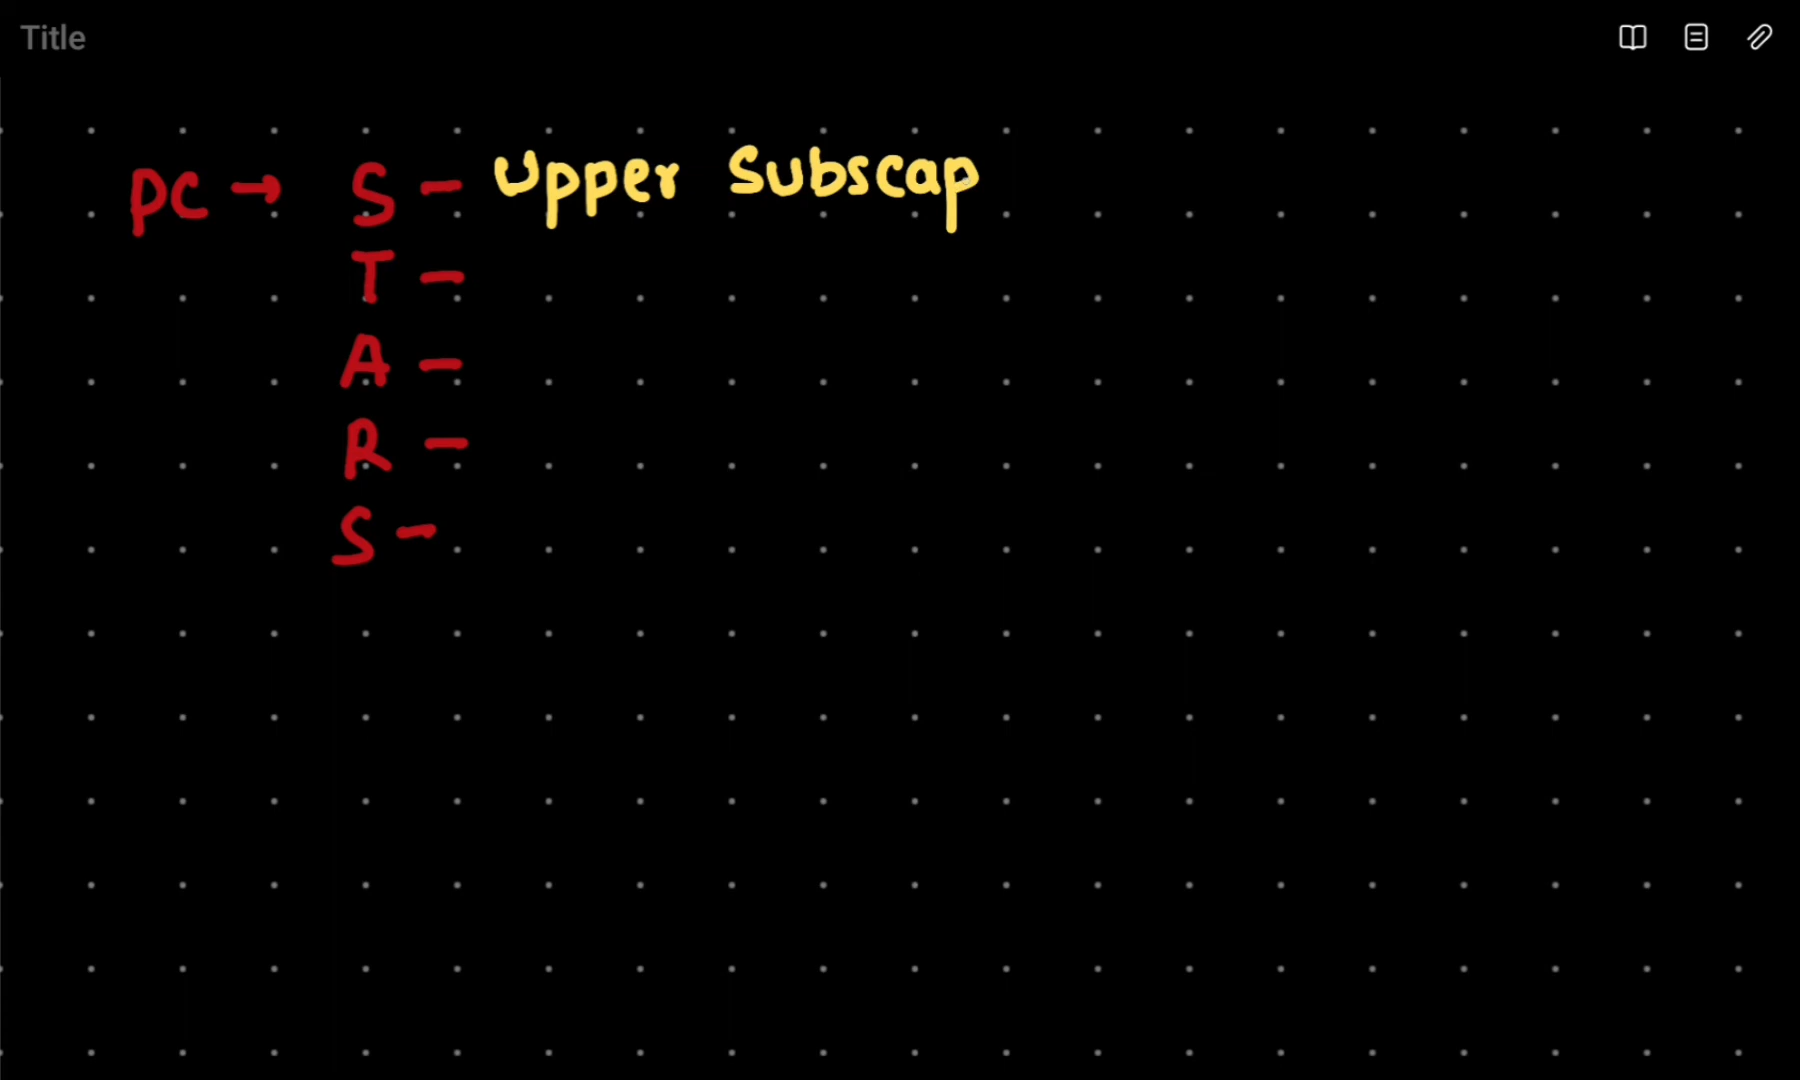 Title
PC → S - Upper Subscap
T -
A -
R -
S -